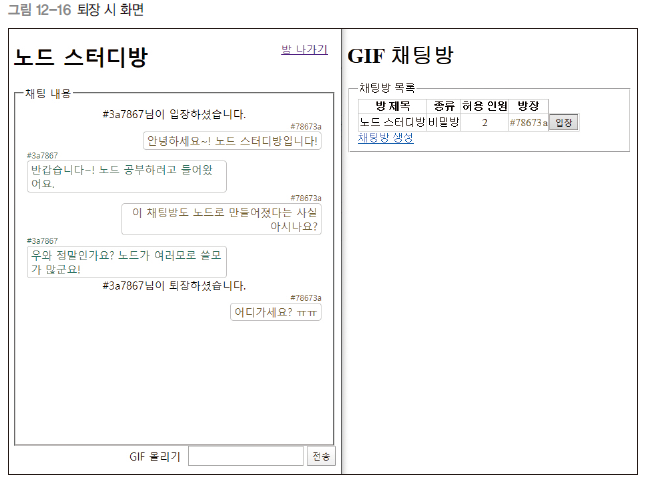 그림 12-16 퇴장 시 화면
노드 스터디방
방 나가기
채팅 내용
#3a7867님이 입장하셨습니다.
#78673a
안녕하세요~! 노드 스터디방입니다!
#3a7867
반갑습니다~! 노드 공부하려고 들어왔
어요.
#78673a
이 채팅방도 노드로 만들어졌다는 사실
아시나요?
#3a7867
우와 정말인가요? 노드가 여러모로 쓸모
가 많군요!
#3a7867님이 퇴장하셨습니다.
#78673a
어디가세요? ㅠㅠ
GIF 올리기
전송
GIF 채팅방
채팅방 목록
방 제목 종류 허용 인원 방장
노드 스터디방 비밀방 2 #78673a 입장
채팅방 생성